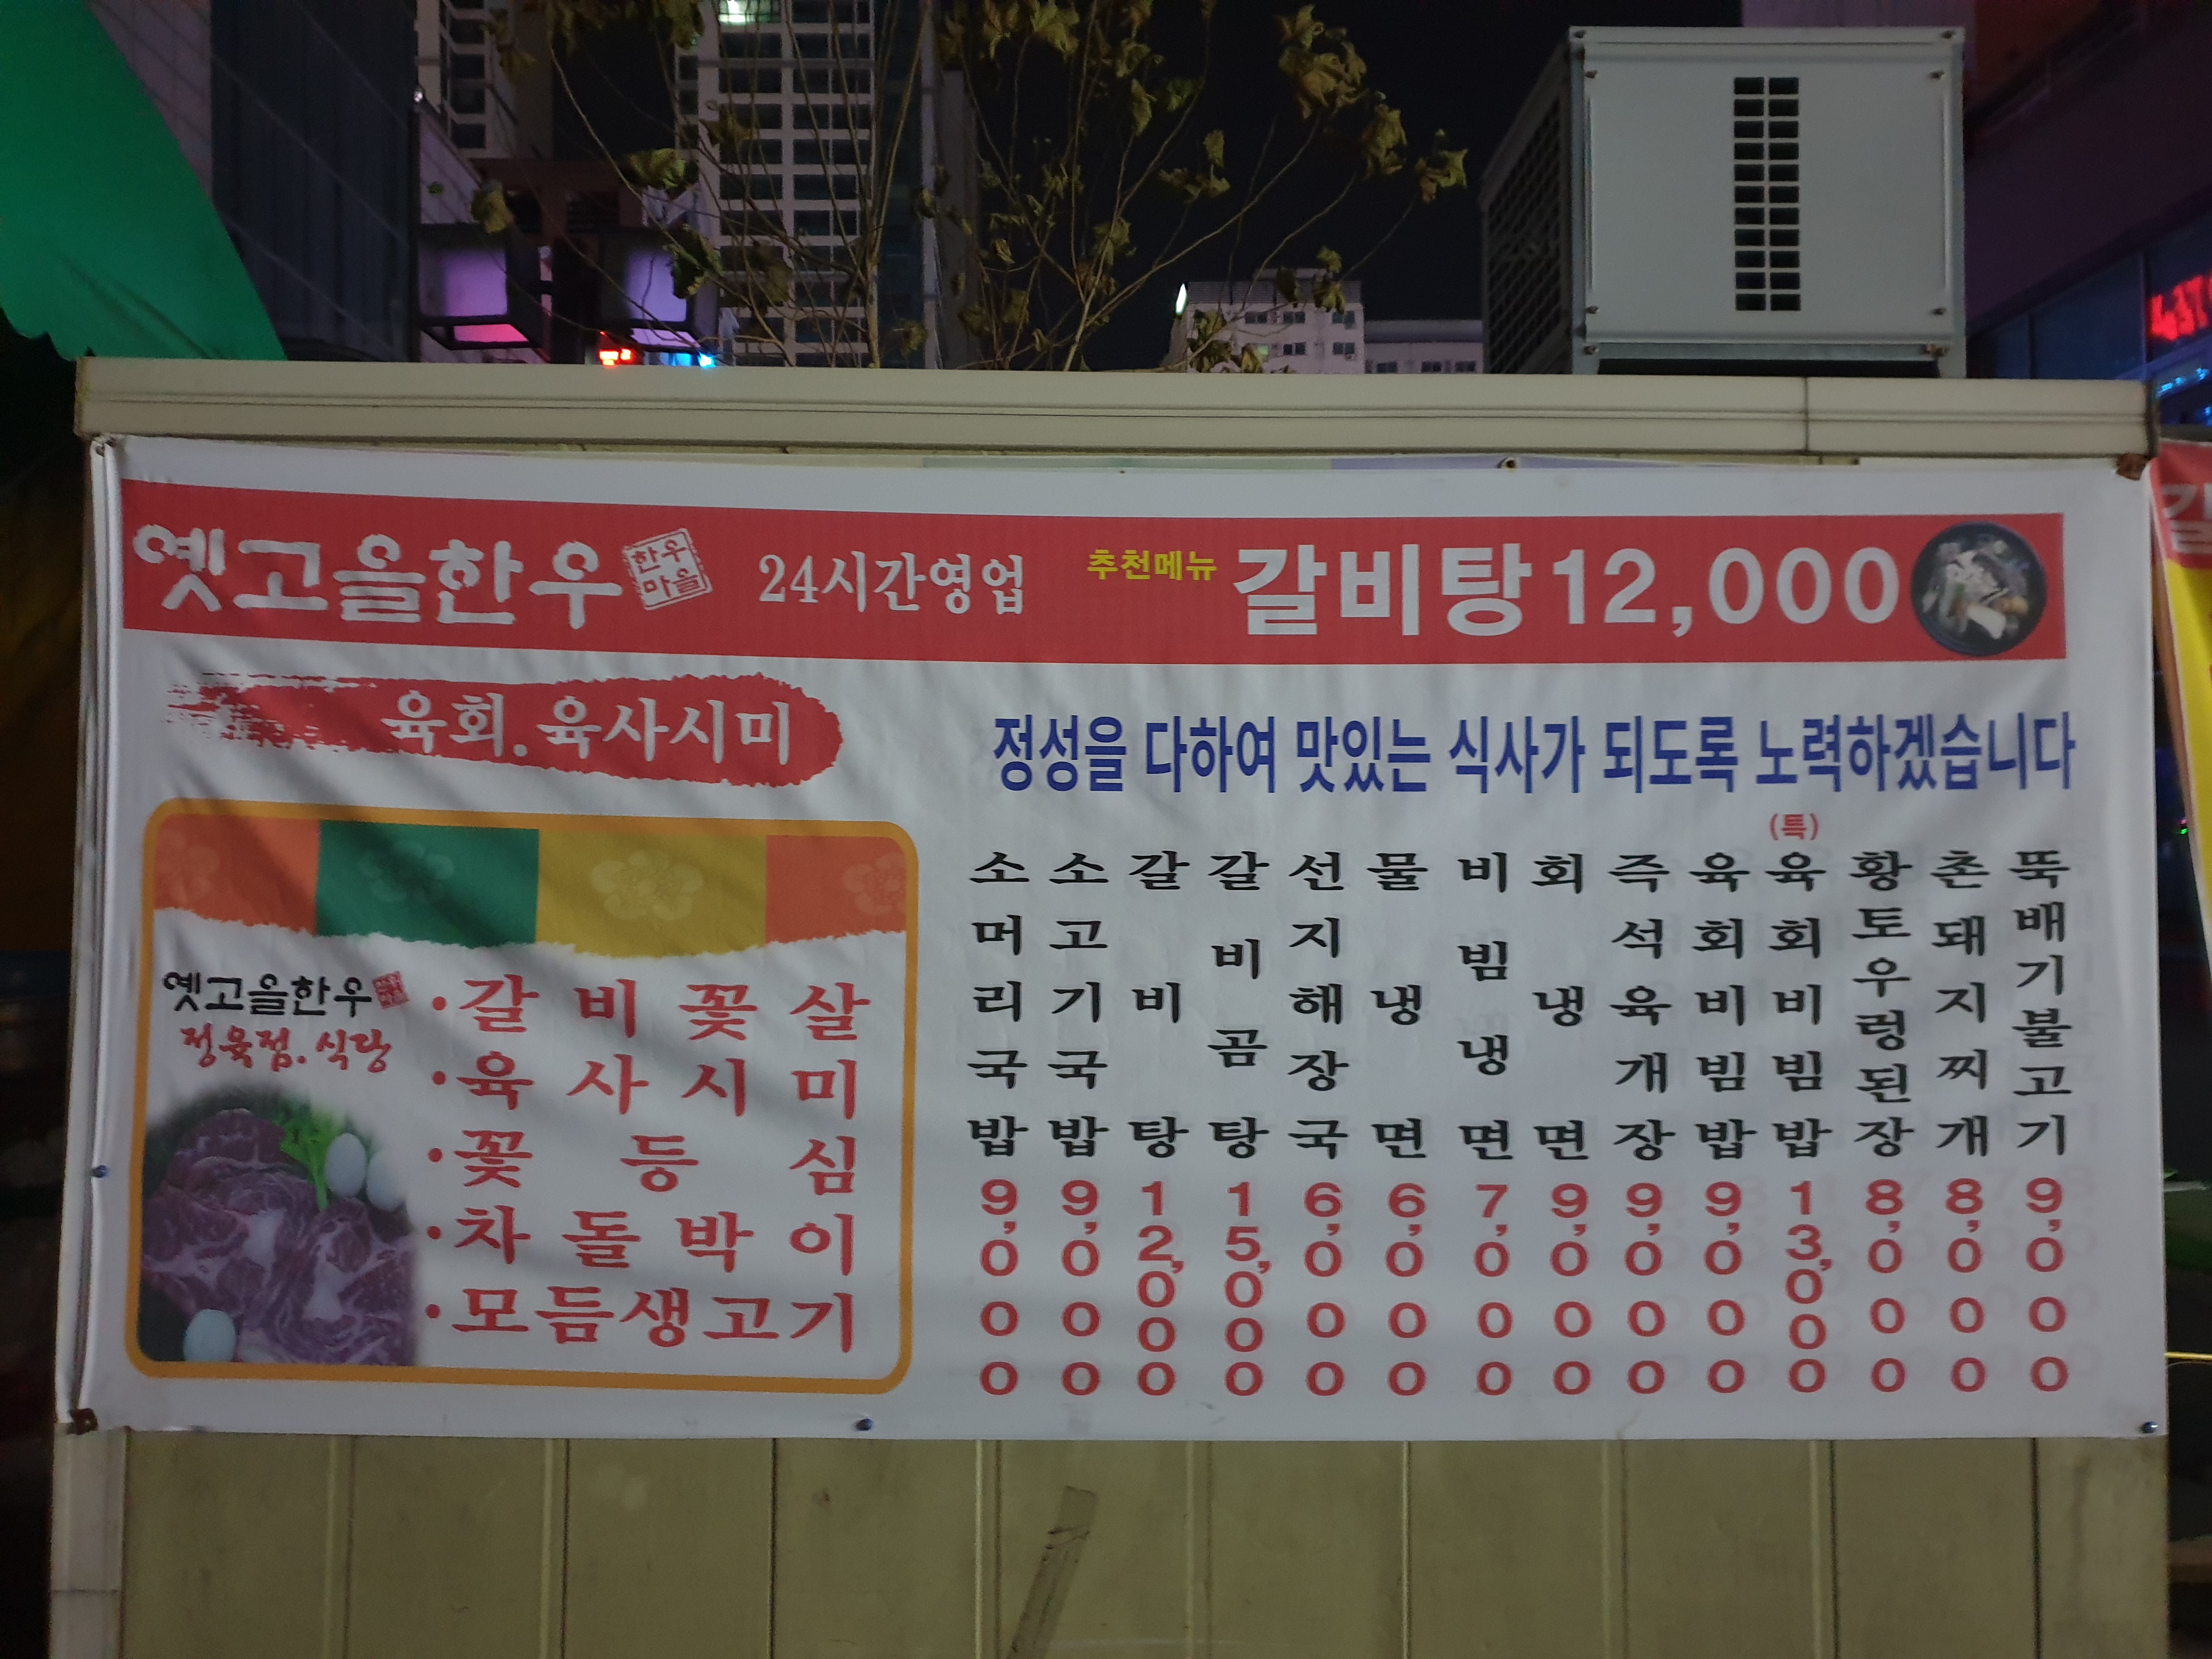 옛고을한우 한우마을 24시간영업 추천메뉴 갈비탕 12,000
육회.육사시미
정성을 다하여 맛있는 식사가 되도록 노력하겠습니다
옛고을한우
정육점.식당
·갈비꽃살
·육사시미
·꽃등심
·차돌박이
·모듬생고기
소머리국밥 9,000
소고기국밥 9,000
갈비탕 12,000
갈비곰탕 15,000
선지해장국 6,000
물냉면 6,000
비빔냉면 7,000
회냉면 9,000
즉석육개장 9,000
육회비빔밥 9,000
(특)육회비빔밥 13,000
황토우렁된장 8,000
촌돼지찌개 8,000
뚝배기불고기 9,000